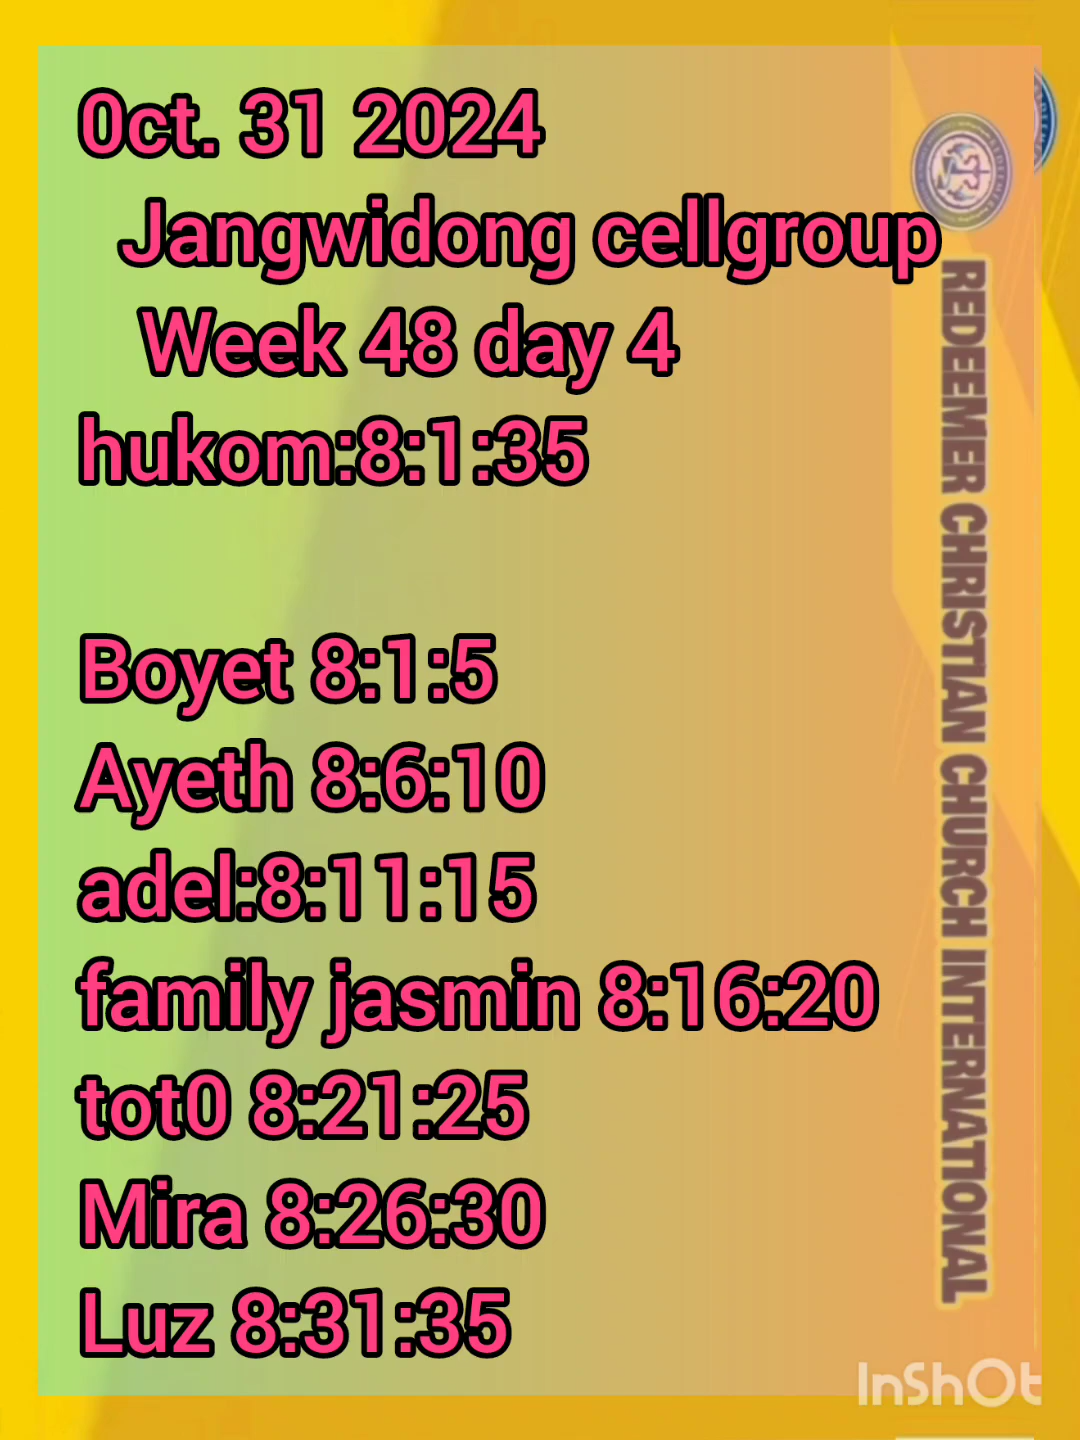 0ct. 31 2024
Jangwidong cellgroup
Week 48 day 4
hukom:8:1:35
Boyet 8:1:5
Ayeth 8:6:10
adel:8:11:15
family jasmin 8:16:20
tot0 8:21:25
Mira 8:26:30
Luz 8:31:35
REDEEMER CHRISTIAN CHURCH INTERNATIONAL
InShOt